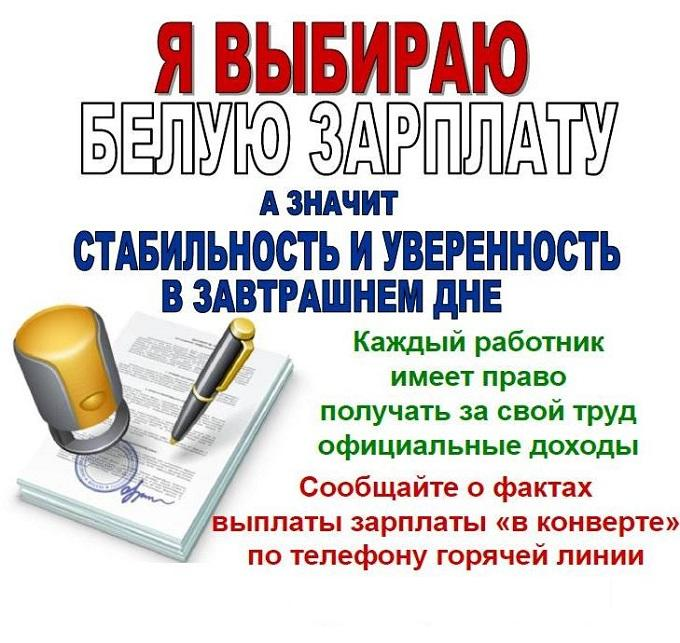 Я ВЫБИРАЮ
БЕЛУЮ ЗАРПЛАТУ
А ЗНАЧИТ
СТАБИЛЬНОСТЬ И УВЕРЕННОСТЬ
В ЗАВТРАШНЕМ ДНЕ
Каждый работник
имеет право
получать за свой труд
официальные доходы
Сообщайте о фактах
выплаты зарплаты «в конверте»
по телефону горячей линии